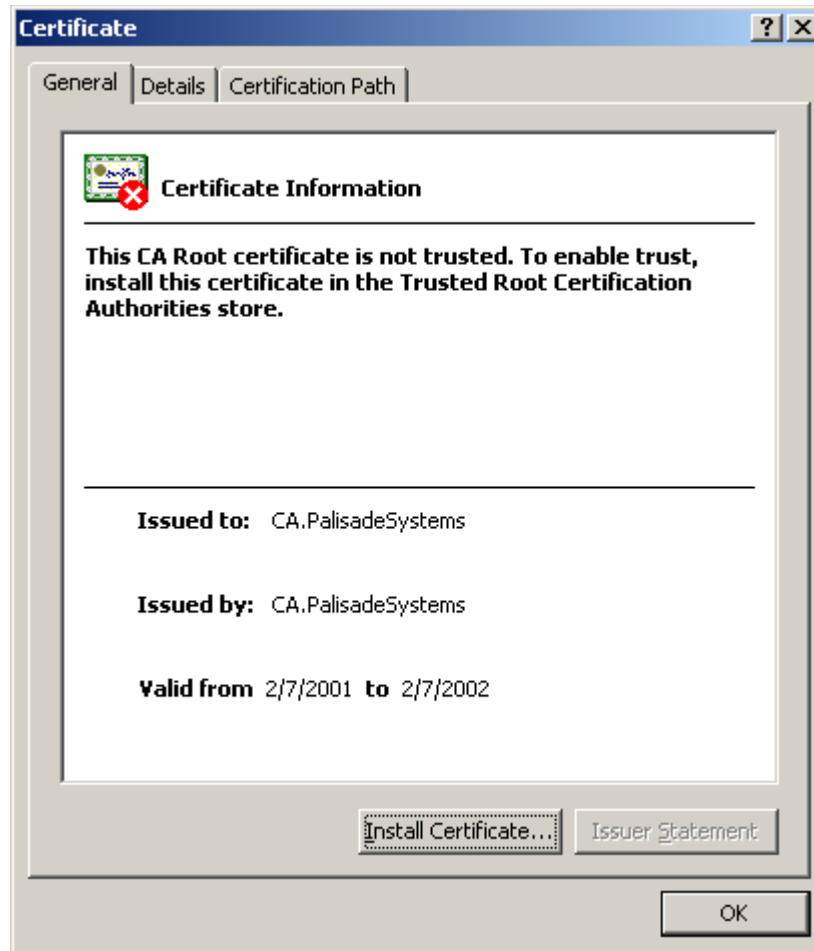 Certificate
General Details Certification Path
Certificate Information
This CA Root certificate is not trusted. To enable trust,
install this certificate in the Trusted Root Certification
Authorities store.
Issued to: CA.PalisadeSystems
Issued by: CA.PalisadeSystems
Valid from 2/7/2001 to 2/7/2002
Install Certificate... Issuer Statement
OK